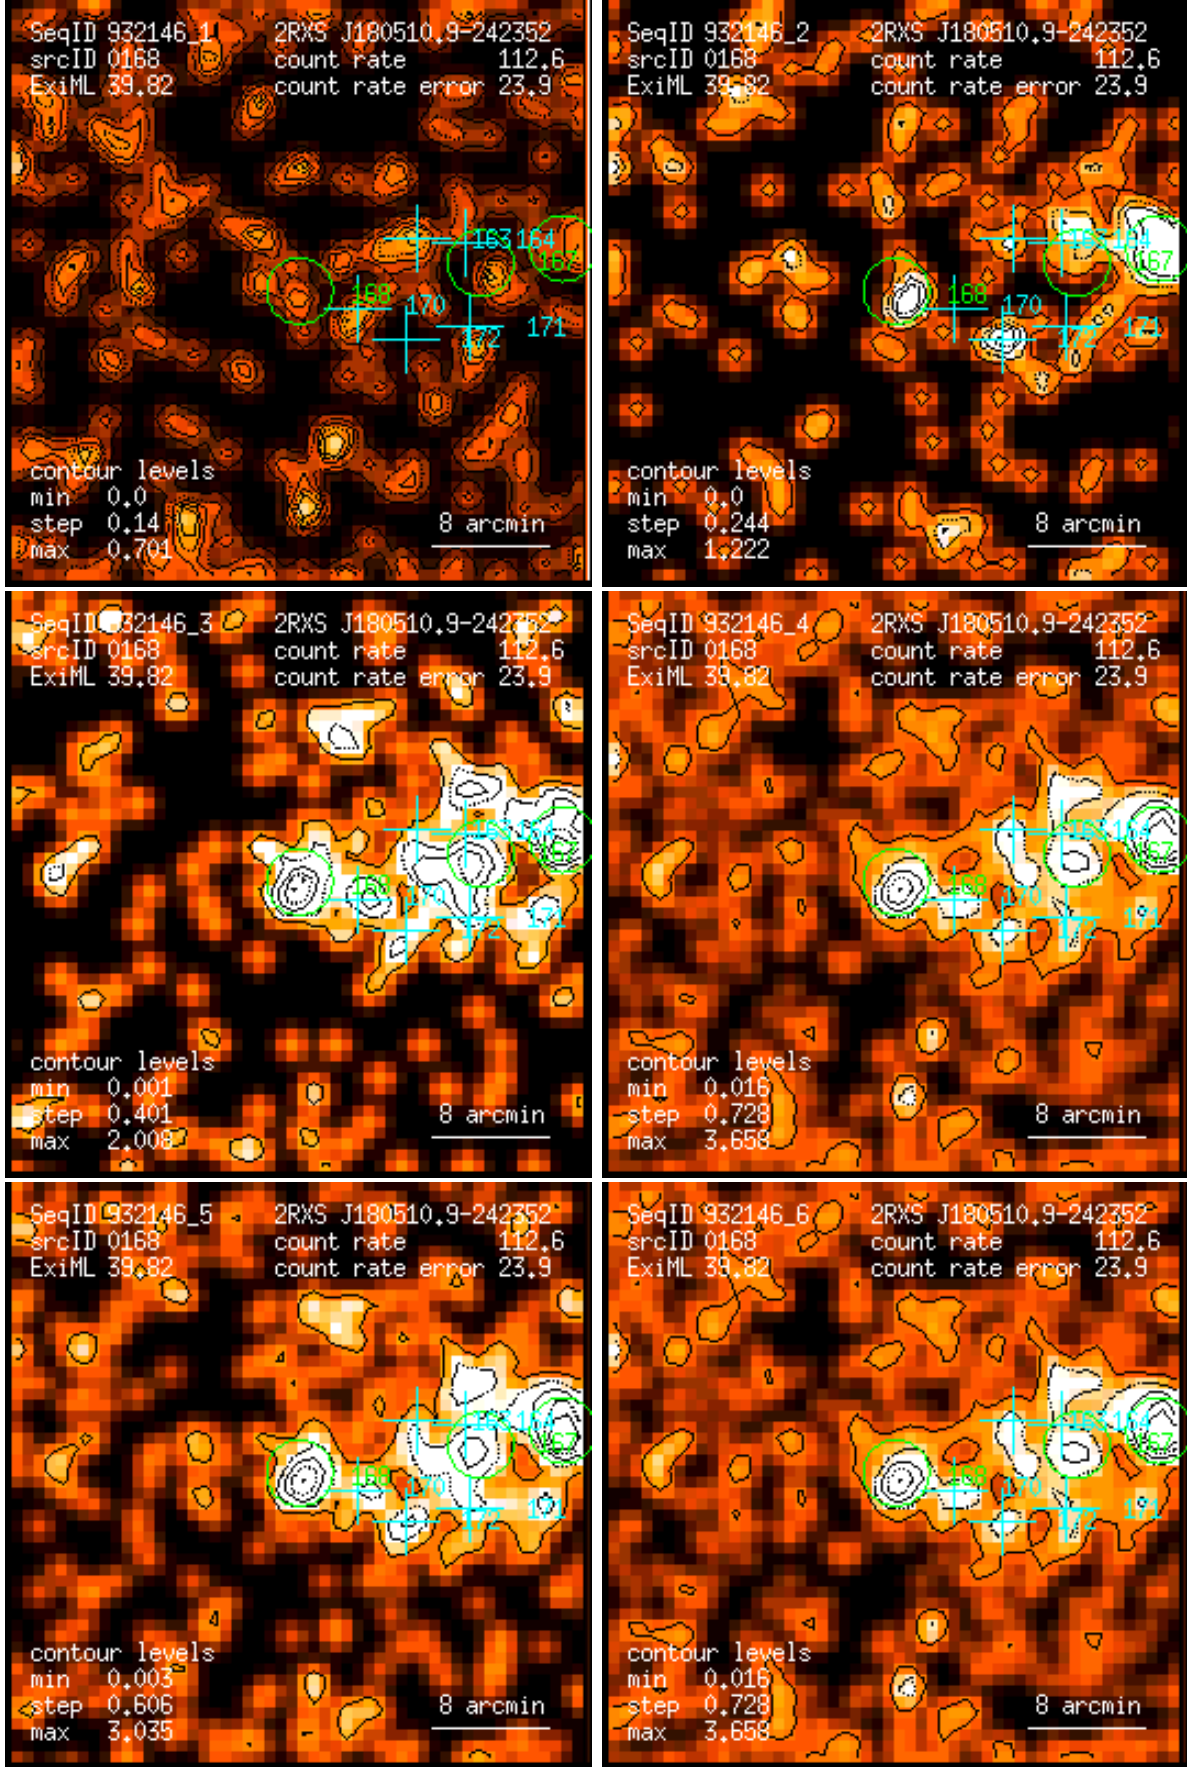 SeqID 932146_1 2RXS J180510.9-242352
srcID 0168 count rate 112.6
ExiML 39.82 count rate error 23.9
163 164
167
168 170
171
172
contour levels
min 0.0
step 0.14
max 0.701
8 arcmin
SeqID 932146_2 2RXS J180510.9-242352
srcID 0168 count rate 112.6
ExiML 39.82 count rate error 23.9
163 164
167
168 170
171
172
contour levels
min 0.0
step 0.244
max 1.222
8 arcmin
SeqID 932146_3 2RXS J180510.9-242352
srcID 0168 count rate 112.6
ExiML 39.82 count rate error 23.9
163 164
167
168 170
171
172
contour levels
min 0.001
step 0.401
max 2.008
8 arcmin
SeqID 932146_4 2RXS J180510.9-242352
srcID 0168 count rate 112.6
ExiML 39.82 count rate error 23.9
163 164
167
168 170
171
172
contour levels
min 0.016
step 0.728
max 3.658
8 arcmin
SeqID 932146_5 2RXS J180510.9-242352
srcID 0168 count rate 112.6
ExiML 39.82 count rate error 23.9
163 164
167
168 170
171
172
contour levels
min 0.003
step 0.606
max 3.035
8 arcmin
SeqID 932146_6 2RXS J180510.9-242352
srcID 0168 count rate 112.6
ExiML 39.82 count rate error 23.9
163 164
167
168 170
171
172
contour levels
min 0.016
step 0.728
max 3.658
8 arcmin